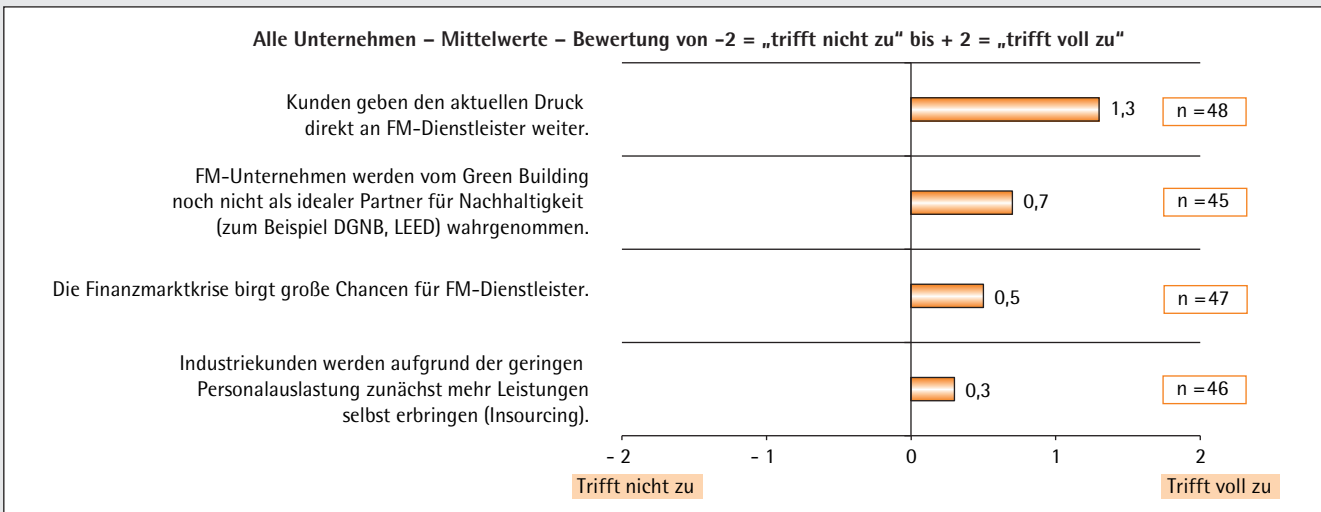 Alle Unternehmen – Mittelwerte – Bewertung von -2 = „trifft nicht zu“ bis + 2 = „trifft voll zu“
Kunden geben den aktuellen Druck
direkt an FM-Dienstleister weiter.
1,3
n =48
FM-Unternehmen werden vom Green Building
noch nicht als idealer Partner für Nachhaltigkeit
(zum Beispiel DGNB, LEED) wahrgenommen.
0,7
n =45
Die Finanzmarktkrise birgt große Chancen für FM-Dienstleister.
0,5
n =47
Industriekunden werden aufgrund der geringen
Personalauslastung zunächst mehr Leistungen
selbst erbringen (Insourcing).
0,3
n =46
- 2 - 1 0 1 2
Trifft nicht zu Trifft voll zu